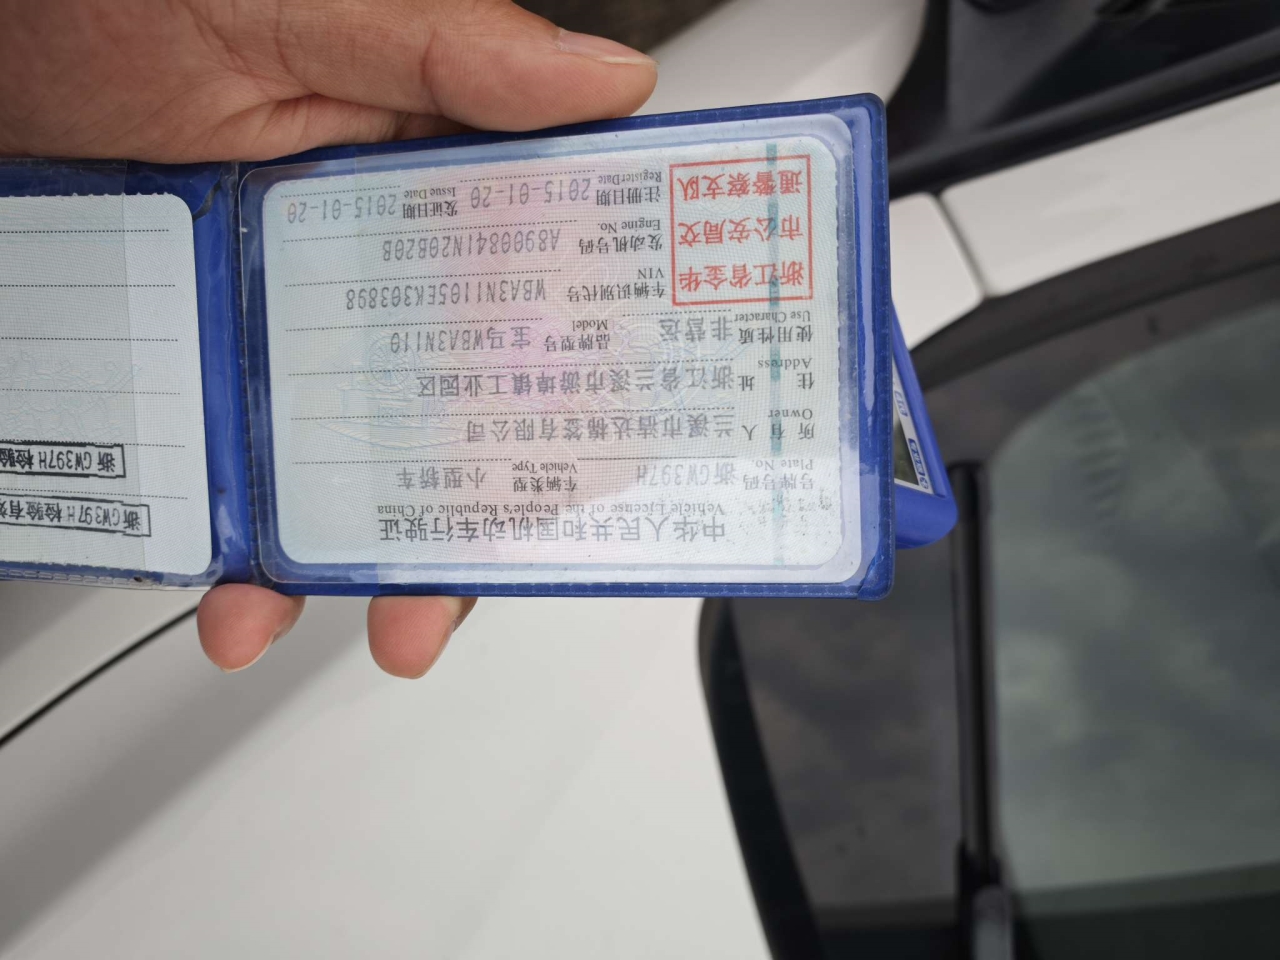 中华人民共和国机动车行驶证
Vehicle License of the People's Republic of China
号牌号码 浙GW397H 车辆类型 小型轿车
Plate No. Vehicle Type
所有人 兰溪市洁达棉签有限公司
Owner
住址 浙江省兰溪市游埠镇工业园区
Address
使用性质 非营运 品牌型号 宝马WBA3N110
Use Character Model
浙江省金华
市公安局交
通警察支队
车辆识别代号 WBA3N1105EK303898
VIN
发动机号码 A8900841N20B20B
Engine No.
注册日期 2015-01-20 发证日期 2015-01-20
Register Date Issue Date
浙GW397H 检验有效
浙GW397H 检验